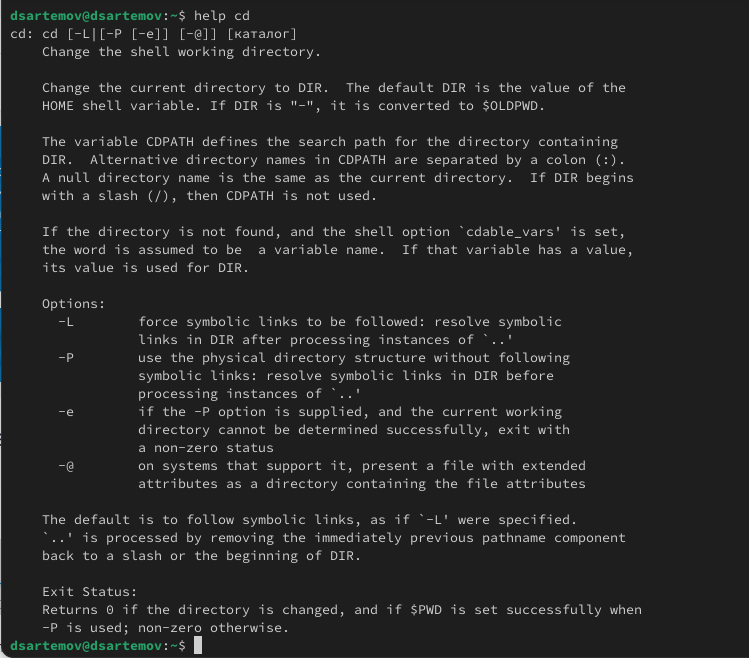 dsartemov@dsartemov:~$ help cd
cd: cd [-L|[-P [-e]] [-@]] [каталог]
    Change the shell working directory.

    Change the current directory to DIR.  The default DIR is the value of the
    HOME shell variable. If DIR is "-", it is converted to $OLDPWD.

    The variable CDPATH defines the search path for the directory containing
    DIR.  Alternative directory names in CDPATH are separated by a colon (:).
    A null directory name is the same as the current directory.  If DIR begins
    with a slash (/), then CDPATH is not used.

    If the directory is not found, and the shell option `cdable_vars' is set,
    the word is assumed to be  a variable name.  If that variable has a value,
    its value is used for DIR.

    Options:
      -L        force symbolic links to be followed: resolve symbolic
                links in DIR after processing instances of `..'
      -P        use the physical directory structure without following
                symbolic links: resolve symbolic links in DIR before
                processing instances of `..'
      -e        if the -P option is supplied, and the current working
                directory cannot be determined successfully, exit with
                a non-zero status
      -@        on systems that support it, present a file with extended
                attributes as a directory containing the file attributes

    The default is to follow symbolic links, as if `-L' were specified.
    `..' is processed by removing the immediately previous pathname component
    back to a slash or the beginning of DIR.

    Exit Status:
    Returns 0 if the directory is changed, and if $PWD is set successfully when
    -P is used; non-zero otherwise.
dsartemov@dsartemov:~$